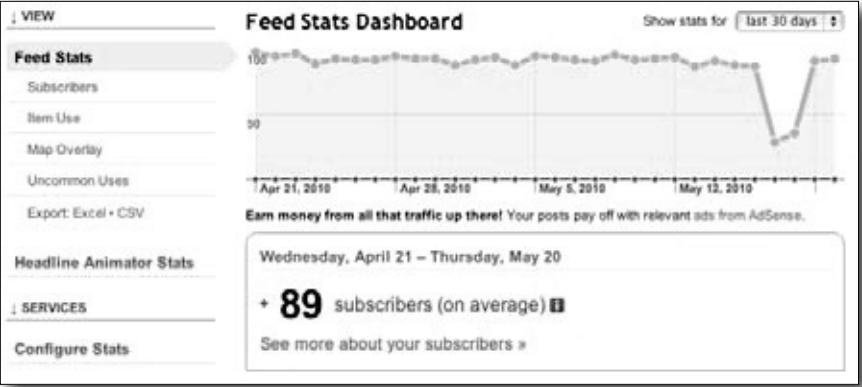 ↓ VIEW
Feed Stats
Subscribers
Item Use
Map Overlay
Uncommon Uses
Export: Excel • CSV
Headline Animator Stats
↓ SERVICES
Configure Stats
Feed Stats Dashboard
Show stats for last 30 days
100
50
Apr 21, 2010 Apr 28, 2010 May 5, 2010 May 12, 2010
Earn money from all that traffic up there! Your posts pay off with relevant ads from AdSense.
Wednesday, April 21 – Thursday, May 20
89 subscribers (on average)
See more about your subscribers »